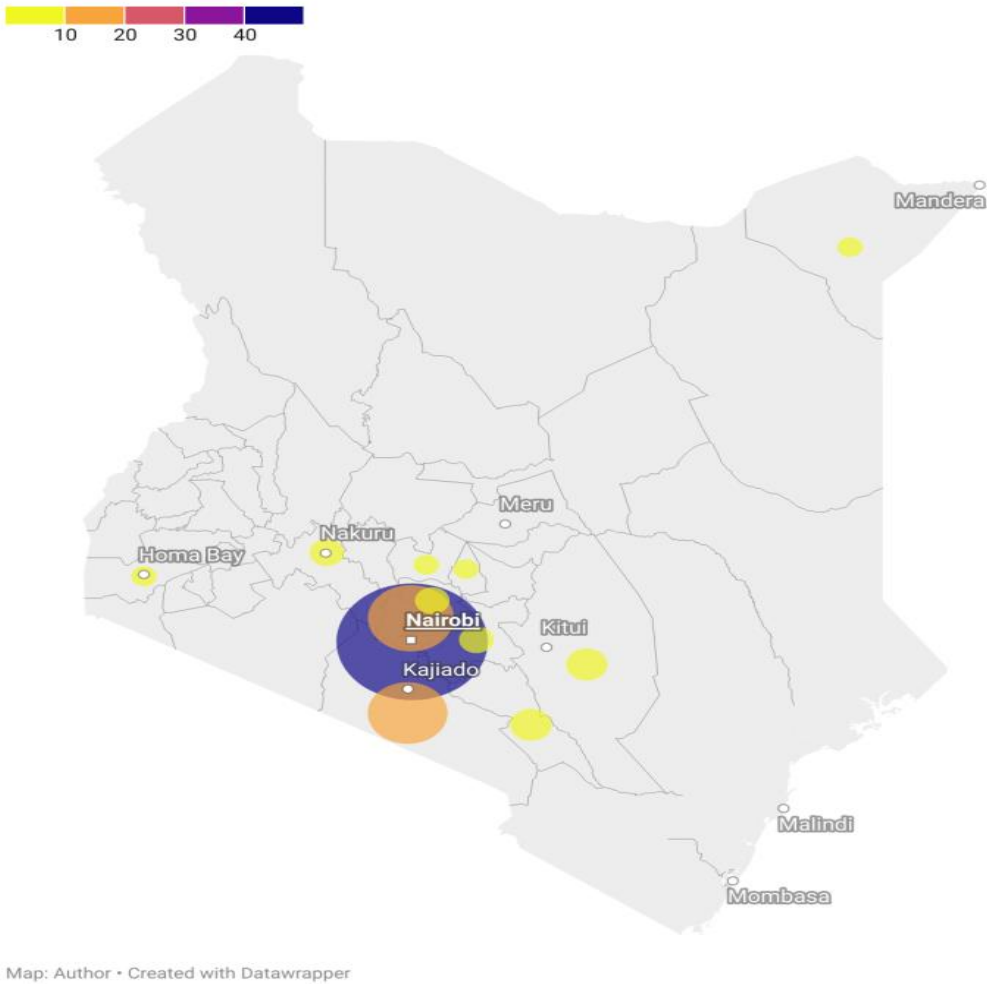 10 20 30 40
Mandera
Meru
Nakuru
Homa Bay
Nairobi
Kitui
Kajiado
Malindi
Mombasa
Map: Author • Created with Datawrapper